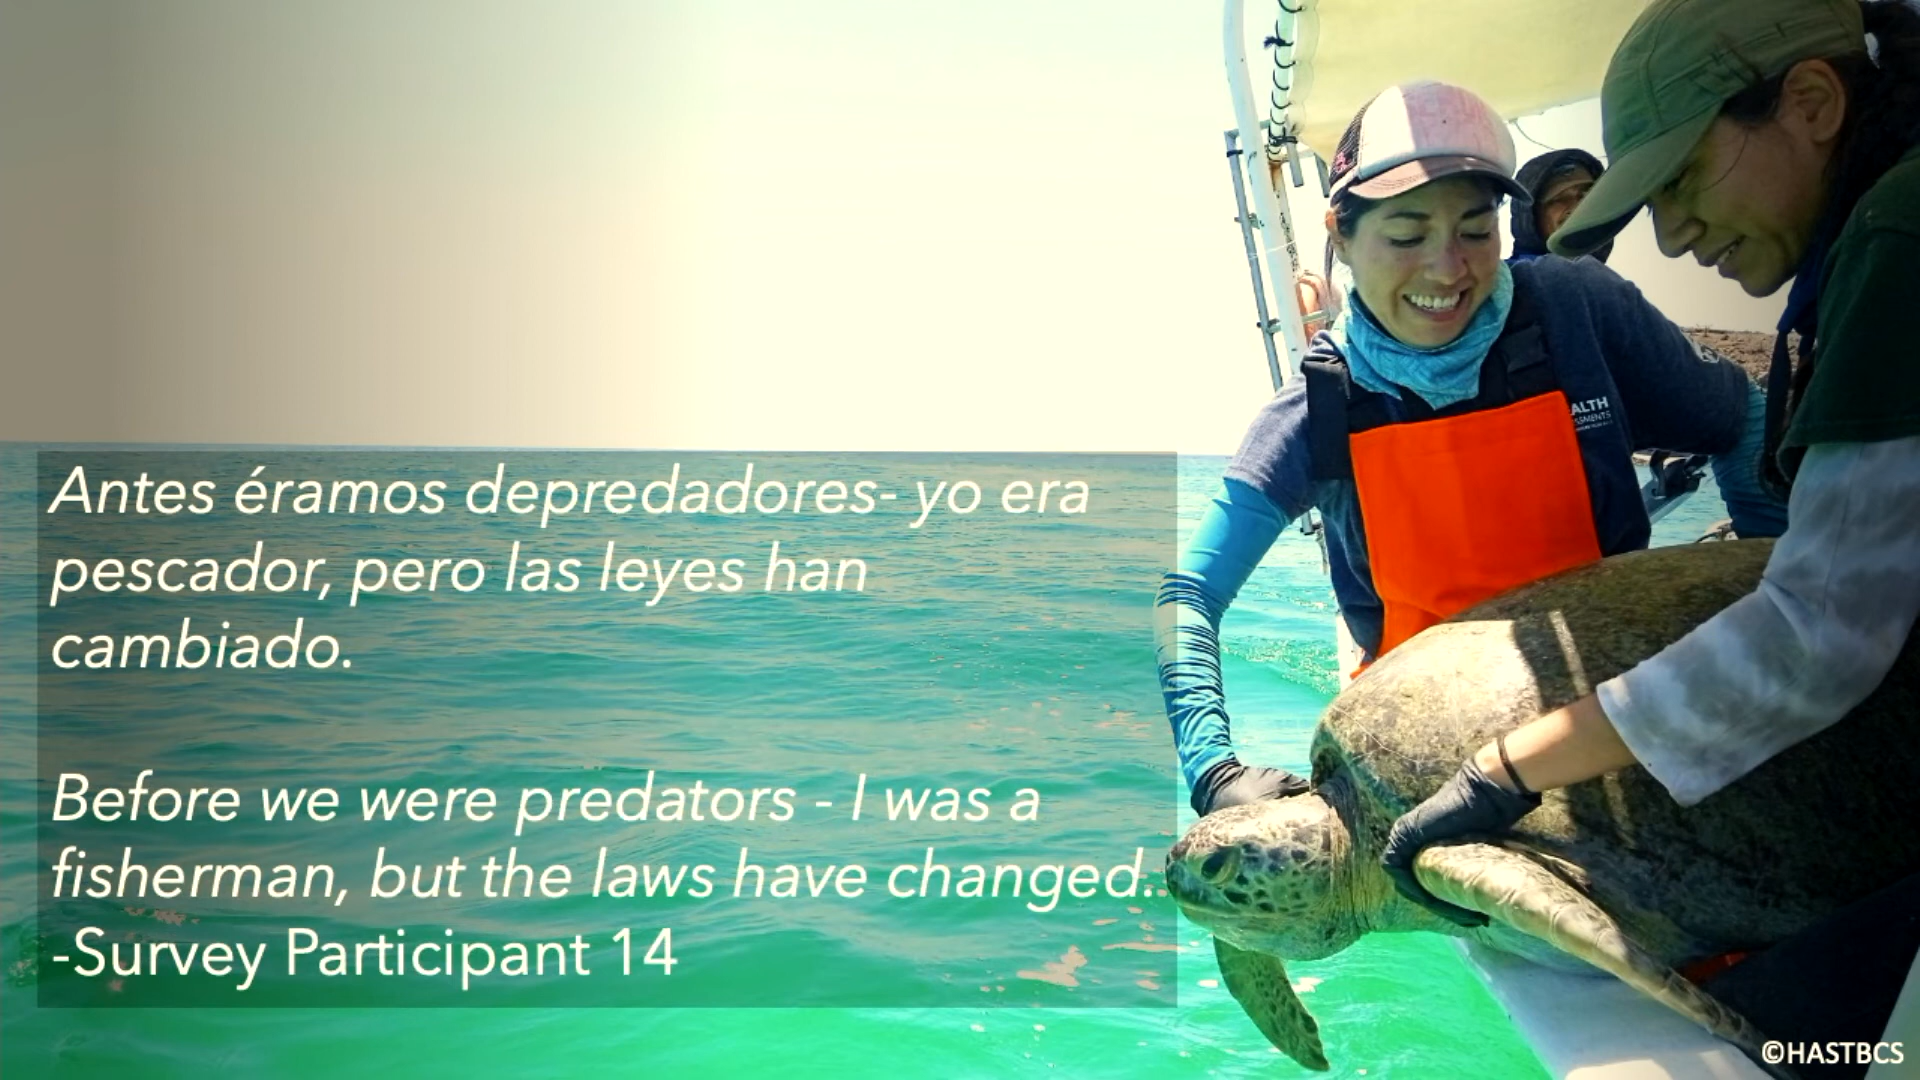 Antes éramos depredadores- yo era
pescador, pero las leyes han
cambiado.
Before we were predators - I was a
fisherman, but the laws have changed..
-Survey Participant 14
ALTH
©HASTBCS